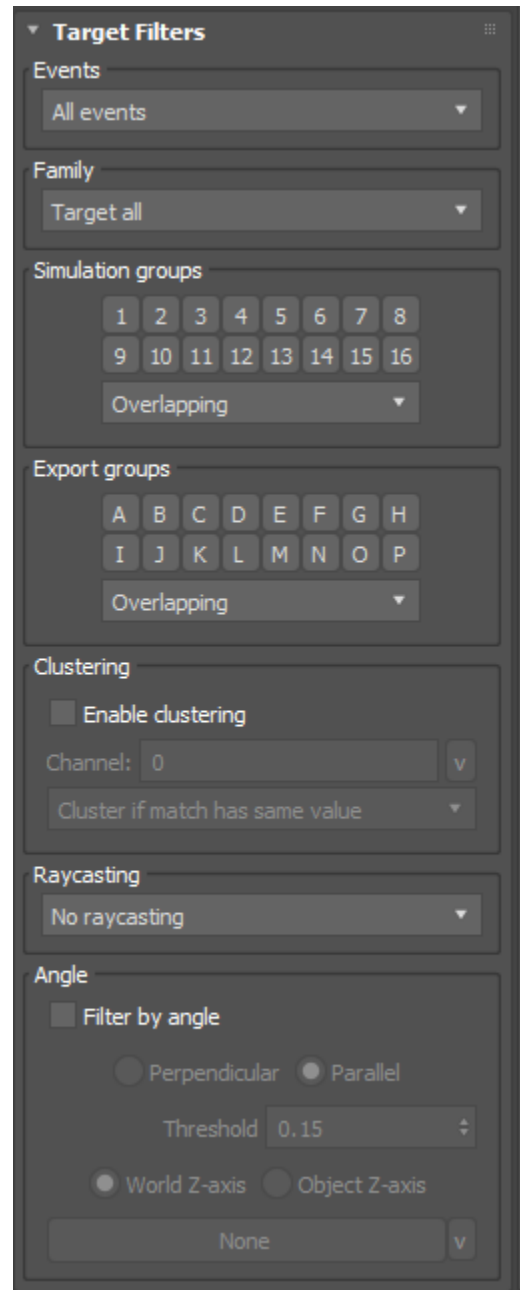 Target Filters
Events
All events
Family
Target all
Simulation groups
1 2 3 4 5 6 7 8
9 10 11 12 13 14 15 16
Overlapping
Export groups
A B C D E F G H
I J K L M N O P
Overlapping
Clustering
Enable clustering
Channel: 0 v
Cluster if match has same value
Raycasting
No raycasting
Angle
Filter by angle
Perpendicular Parallel
Threshold 0.15
World Z-axis Object Z-axis
None v